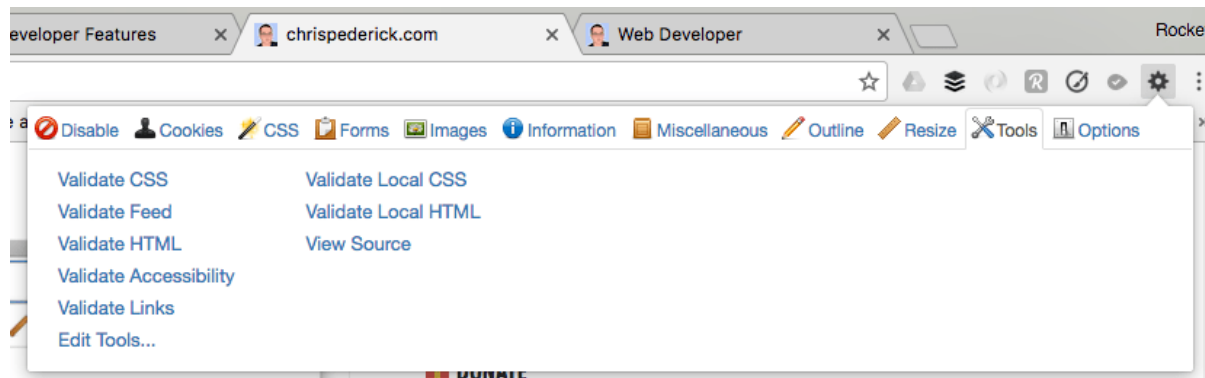 eveloper Features
chrispederick.com
Web Developer
Rocke
e a
Disable Cookies CSS Forms Images Information Miscellaneous Outline Resize Tools Options
Validate CSS Validate Local CSS
Validate Feed Validate Local HTML
Validate HTML View Source
Validate Accessibility
Validate Links
Edit Tools...
DONATE